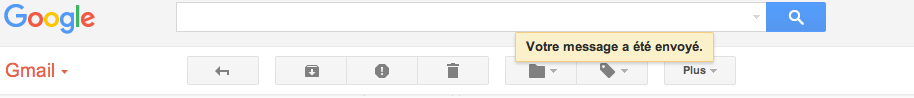 Google
Votre message a été envoyé.
Gmail
Plus